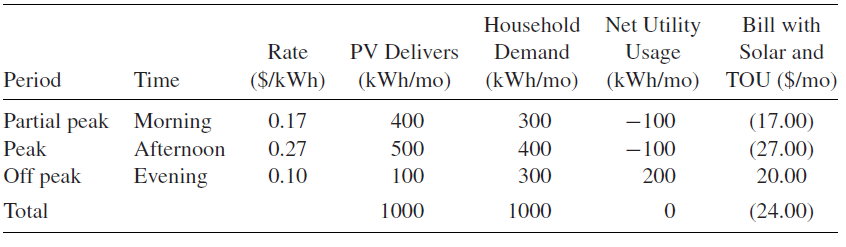 Household Net Utility Bill with
Rate PV Delivers Demand Usage Solar and
Period Time ($/kWh) (kWh/mo) (kWh/mo) (kWh/mo) TOU ($/mo)
Partial peak Morning 0.17 400 300 −100 (17.00)
Peak Afternoon 0.27 500 400 −100 (27.00)
Off peak Evening 0.10 100 300 200 20.00
Total 1000 1000 0 (24.00)